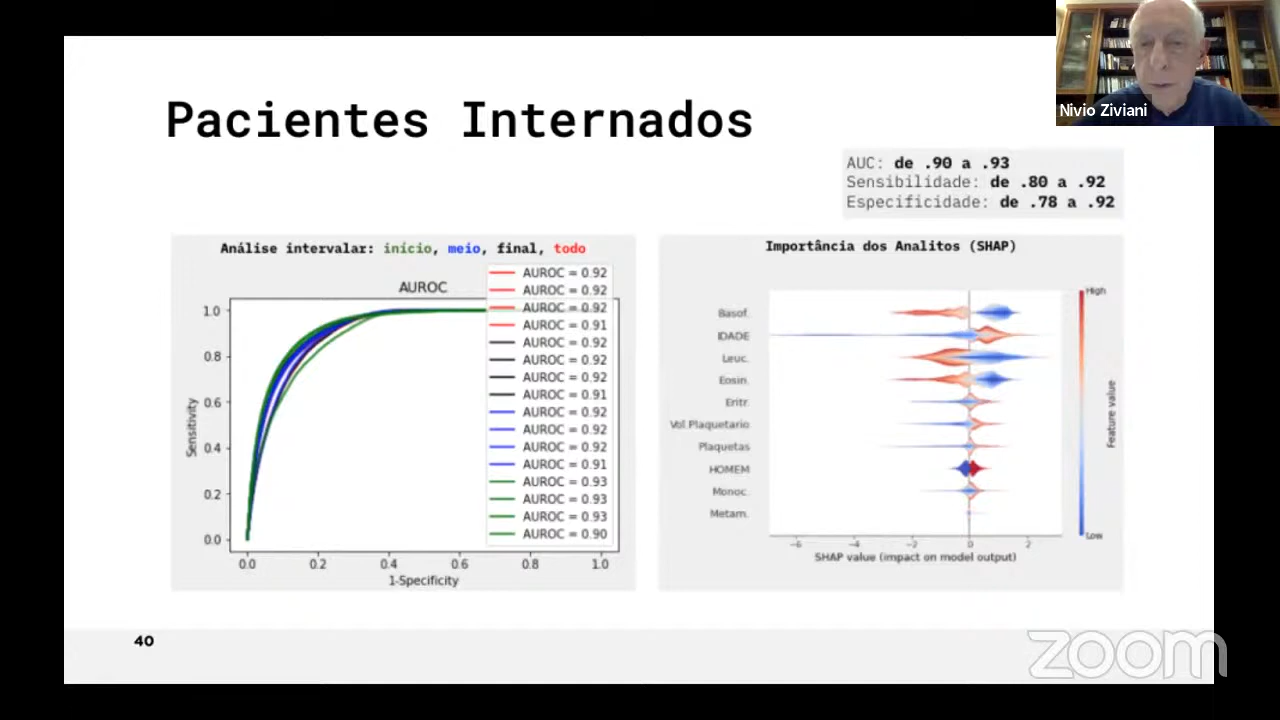 Nivio Ziviani
Pacientes Internados
AUC: de .90 a .93
Sensibilidade: de .80 a .92
Especificidade: de .78 a .92
Análise intervalar: início, meio, final, todo
AUROC
AUROC = 0.92
AUROC = 0.92
AUROC = 0.92
AUROC = 0.91
AUROC = 0.92
AUROC = 0.92
AUROC = 0.92
AUROC = 0.91
AUROC = 0.92
AUROC = 0.92
AUROC = 0.92
AUROC = 0.91
AUROC = 0.93
AUROC = 0.93
AUROC = 0.93
AUROC = 0.90
1.0
0.8
0.6
0.4
0.2
0.0
Sensitivity
0.0 0.2 0.4 0.6 0.8 1.0
1-Specificity
Importância dos Analitos (SHAP)
High
Basof.
IDADE
Leuc.
Eosin.
Eritr.
Vol.Plaquetario
Plaquetas
HOMEM
Monoc.
Metam.
Feature value
Low
−6 −4 −2 0 2
SHAP value (impact on model output)
40
zoom